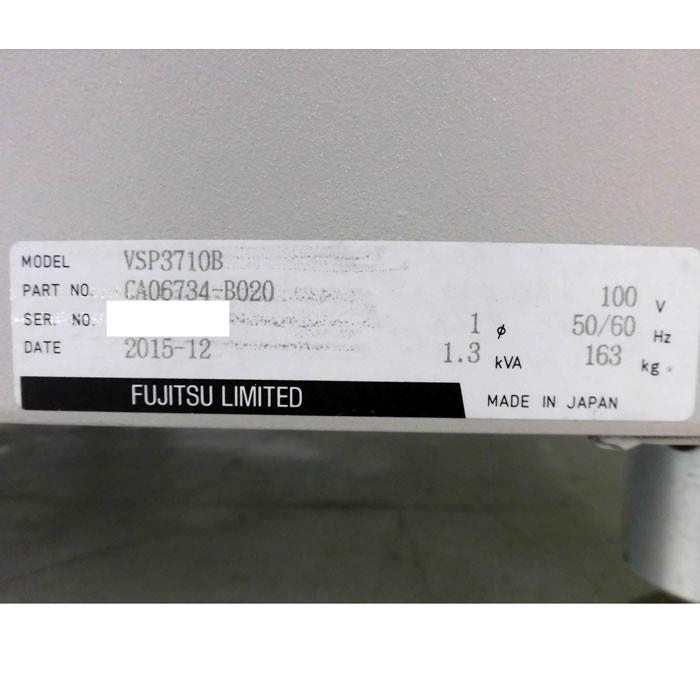 MODEL VSP3710B
PART NO. CA06734-B020 100 V
SER. NO. 1 φ 50/60 Hz
DATE 2015-12 1.3 kVA 163 kg.
FUJITSU LIMITED MADE IN JAPAN